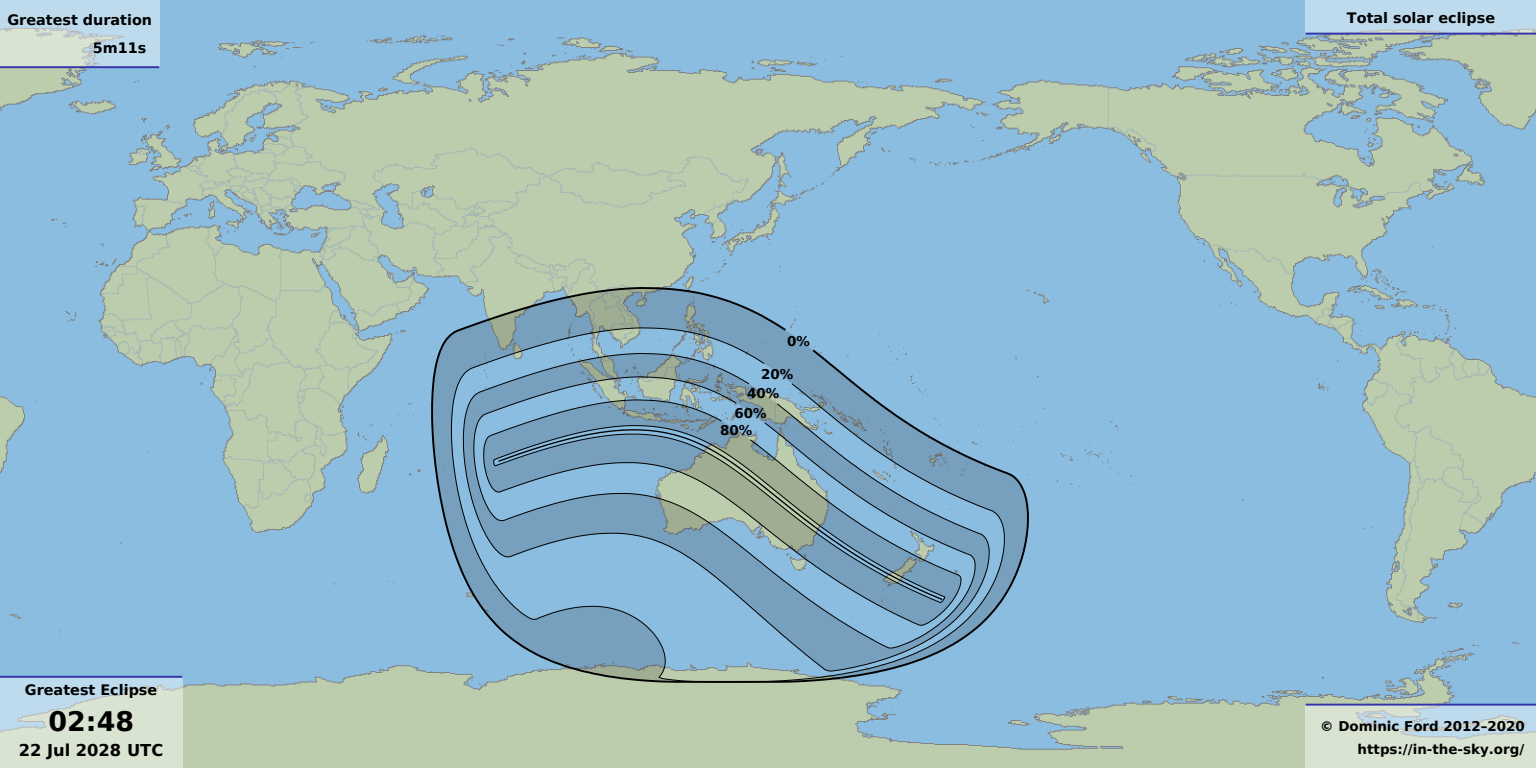 Greatest duration
5m11s
Total solar eclipse
0%
20%
40%
60%
80%
Greatest Eclipse
02:48
22 Jul 2028 UTC
© Dominic Ford 2012–2020
https://in-the-sky.org/